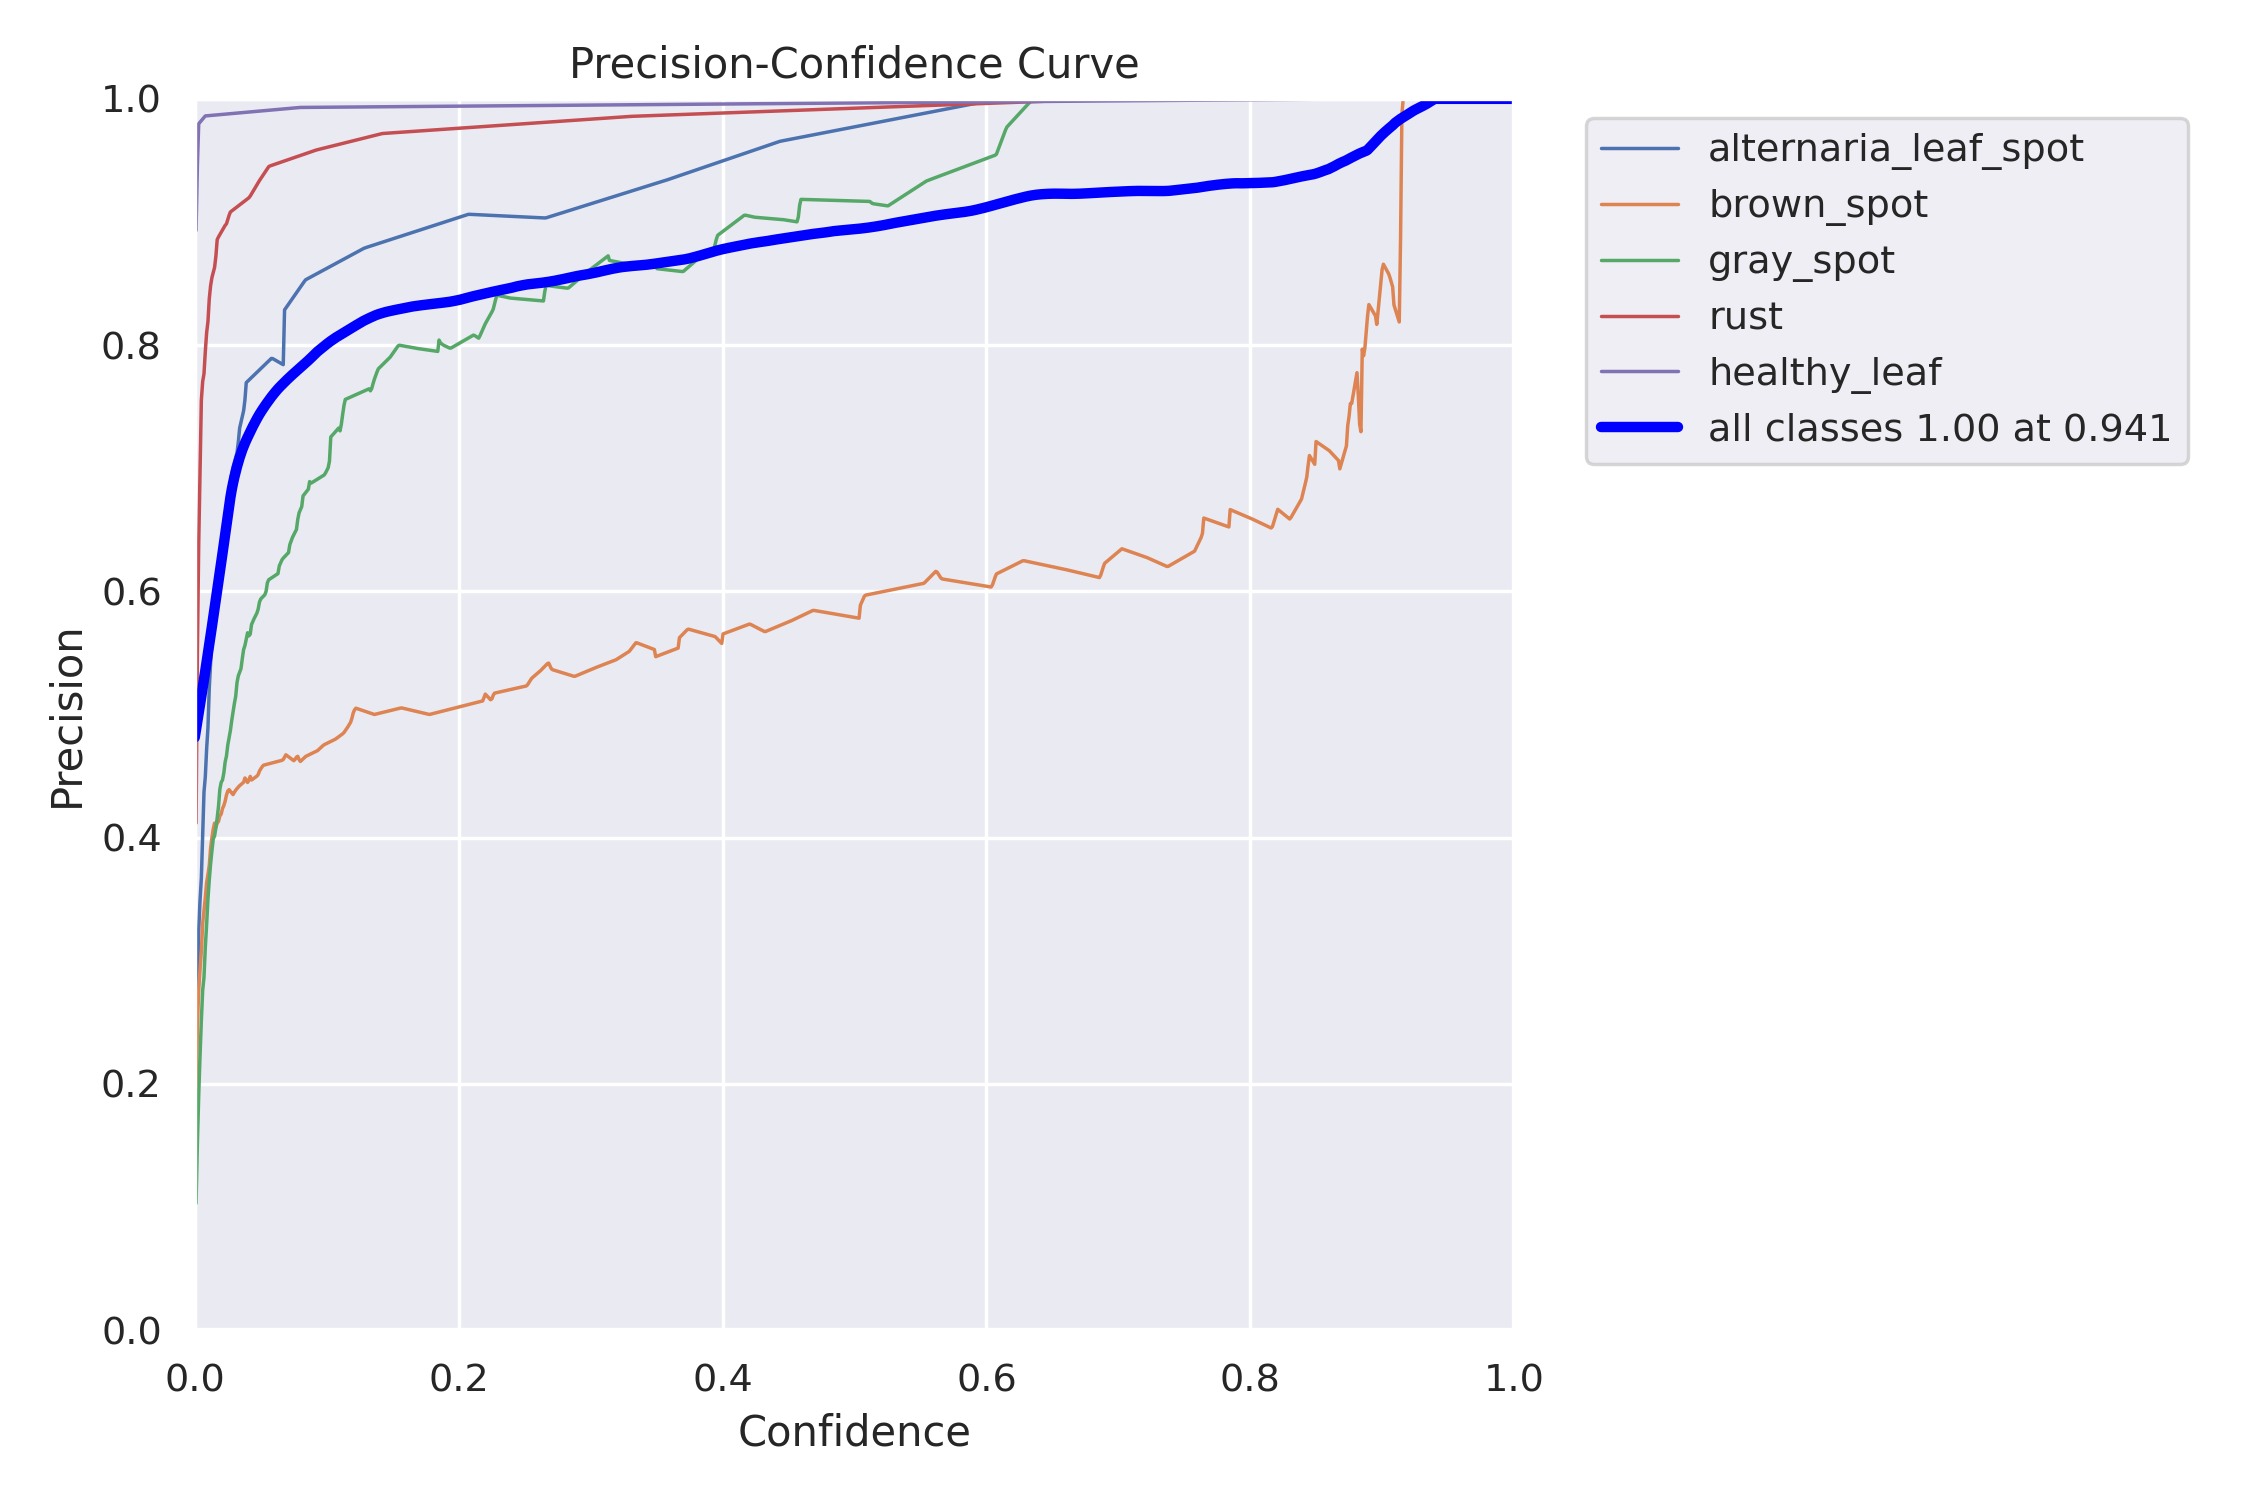 Precision-Confidence Curve
1.0
0.8
0.6
0.4
0.2
0.0
Precision
0.0 0.2 0.4 0.6 0.8 1.0
Confidence
alternaria_leaf_spot
brown_spot
gray_spot
rust
healthy_leaf
all classes 1.00 at 0.941